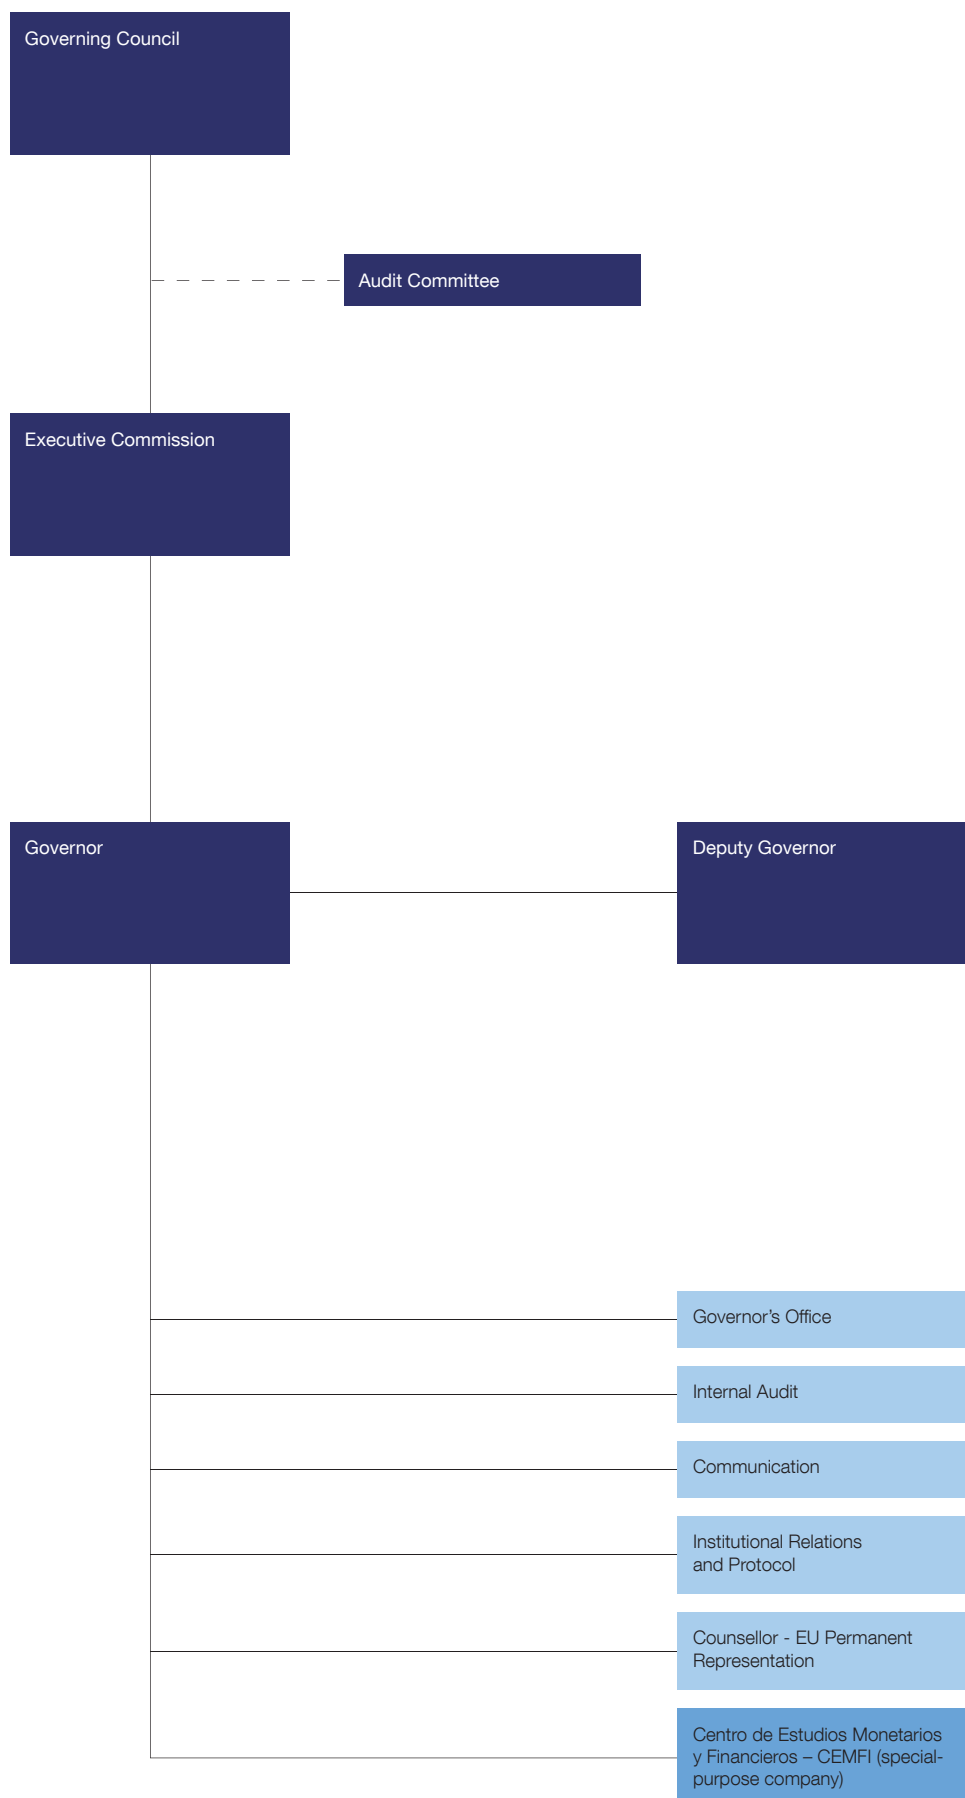 Governing Council
Audit Committee
Executive Commission
Governor
Deputy Governor
Governor’s Office
Internal Audit
Communication
Institutional Relations
and Protocol
Counsellor - EU Permanent
Representation
Centro de Estudios Monetarios
y Financieros – CEMFI (special-
purpose company)